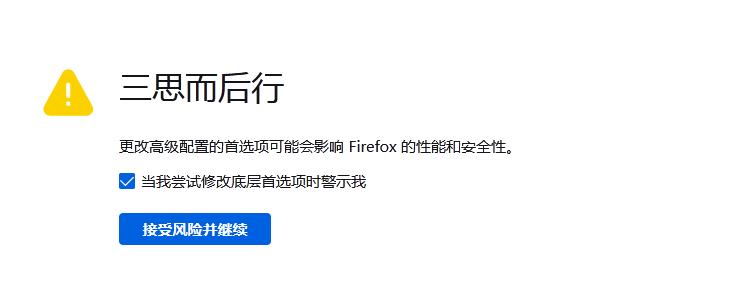 三思而后行
更改高级配置的首选项可能会影响 Firefox 的性能和安全性。
当我尝试修改底层首选项时警示我
接受风险并继续